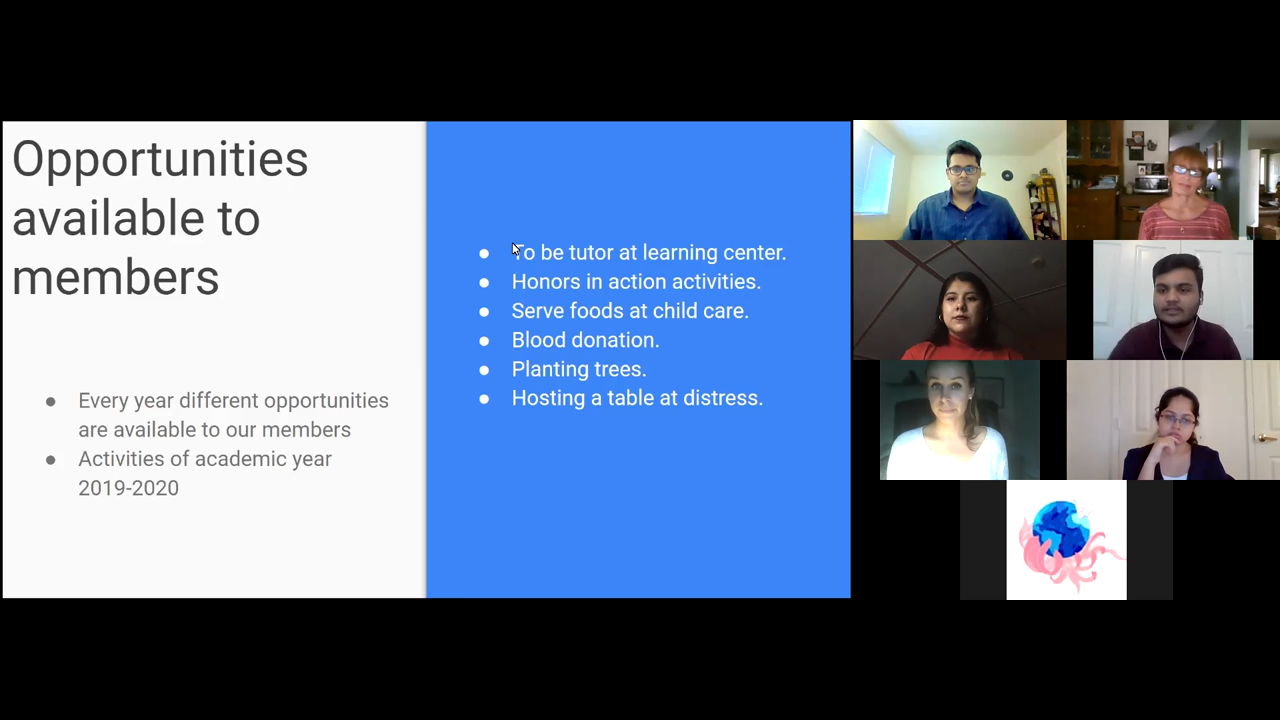 Opportunities
available to
members
Every year different opportunities
are available to our members
Activities of academic year
2019-2020
To be tutor at learning center.
Honors in action activities.
Serve foods at child care.
Blood donation.
Planting trees.
Hosting a table at distress.